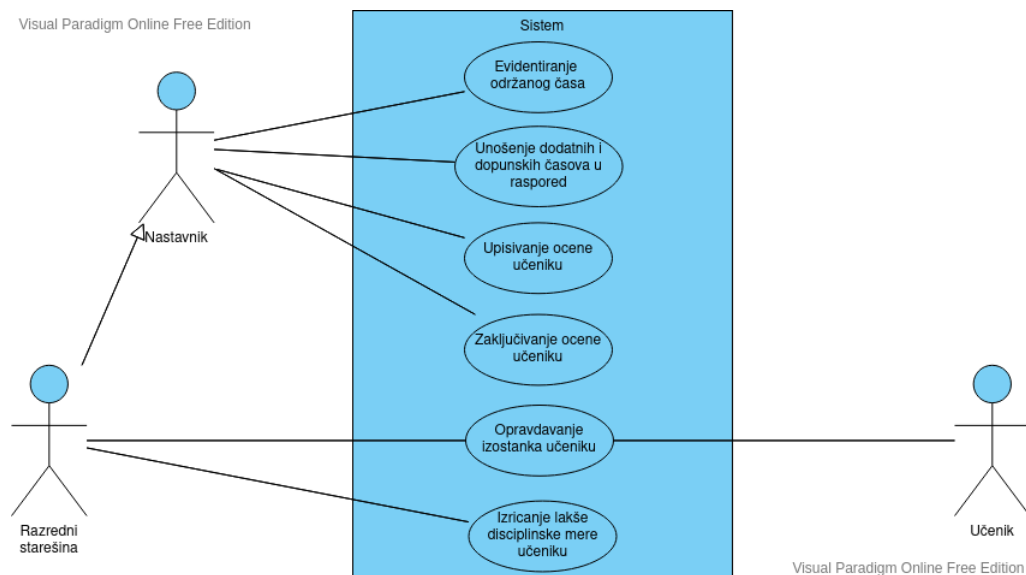 Visual Paradigm Online Free Edition
Sistem
Evidentiranje
održanog časa
Unošenje dodatnih i
dopunskih časova u
raspored
Nastavnik
Upisivanje ocene
učeniku
Zaključivanje ocene
učeniku
Opravdavanje
izostanka učeniku
Razredni
starešina
Izricanje lakše
disciplinske mere
učeniku
Učenik
Visual Paradigm Online Free Edition